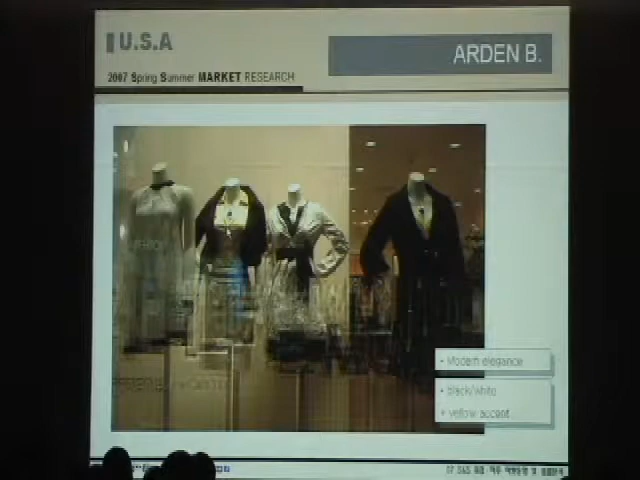 U.S.A
ARDEN B.
2007 Spring Summer MARKET RESEARCH
• Modern elegance
• black/white
• yellow accent